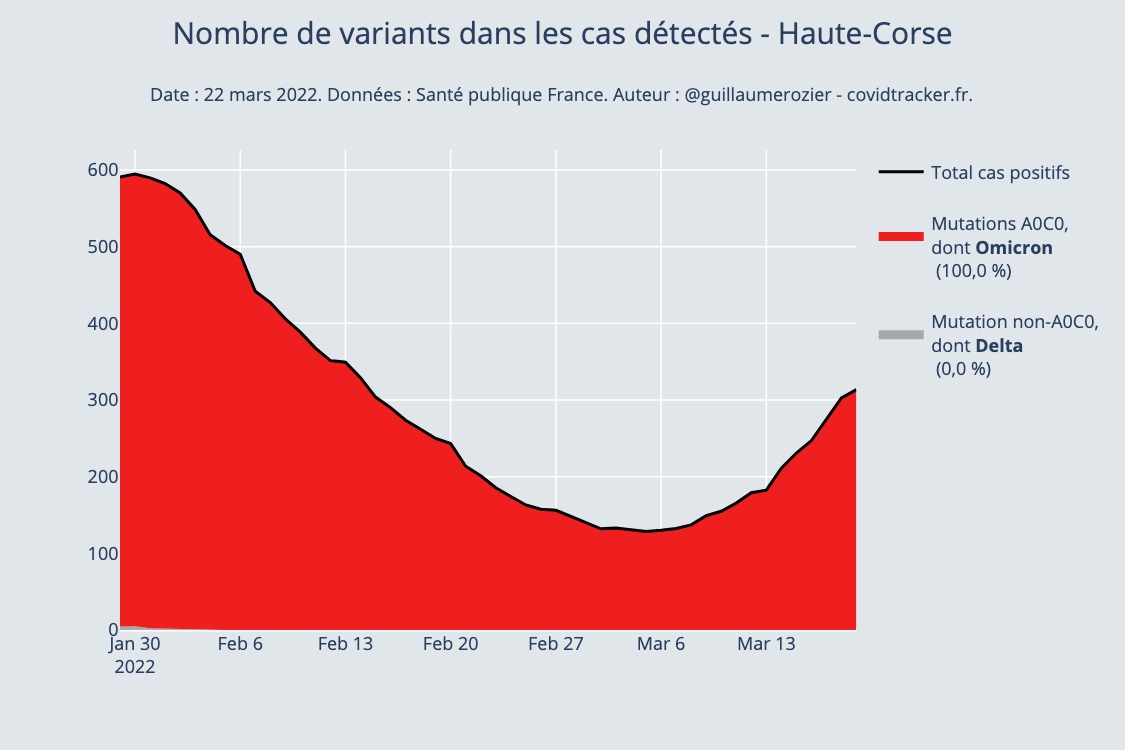 Nombre de variants dans les cas détectés - Haute-Corse
Date : 22 mars 2022. Données : Santé publique France. Auteur : @guillaumerozier - covidtracker.fr.
600
500
400
300
200
100
0
Jan 30
2022
Feb 6
Feb 13
Feb 20
Feb 27
Mar 6
Mar 13
Total cas positifs
Mutations A0C0,
dont Omicron
(100,0 %)
Mutation non-A0C0,
dont Delta
(0,0 %)